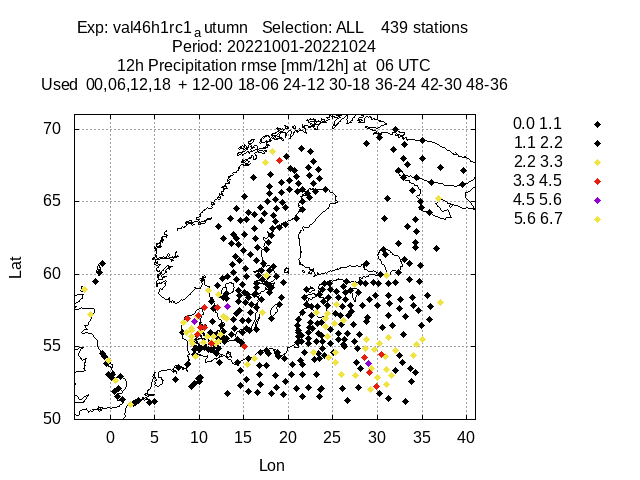 Exp: val46h1rc1autumn   Selection: ALL    439 stations
Period: 20221001-20221024
12h Precipitation rmse [mm/12h] at  06 UTC
Used  00,06,12,18  + 12-00 18-06 24-12 30-18 36-24 42-30 48-36
70
65
60
55
50
Lat
0 5 10 15 20 25 30 35 40
Lon
0.0 1.1
1.1 2.2
2.2 3.3
3.3 4.5
4.5 5.6
5.6 6.7